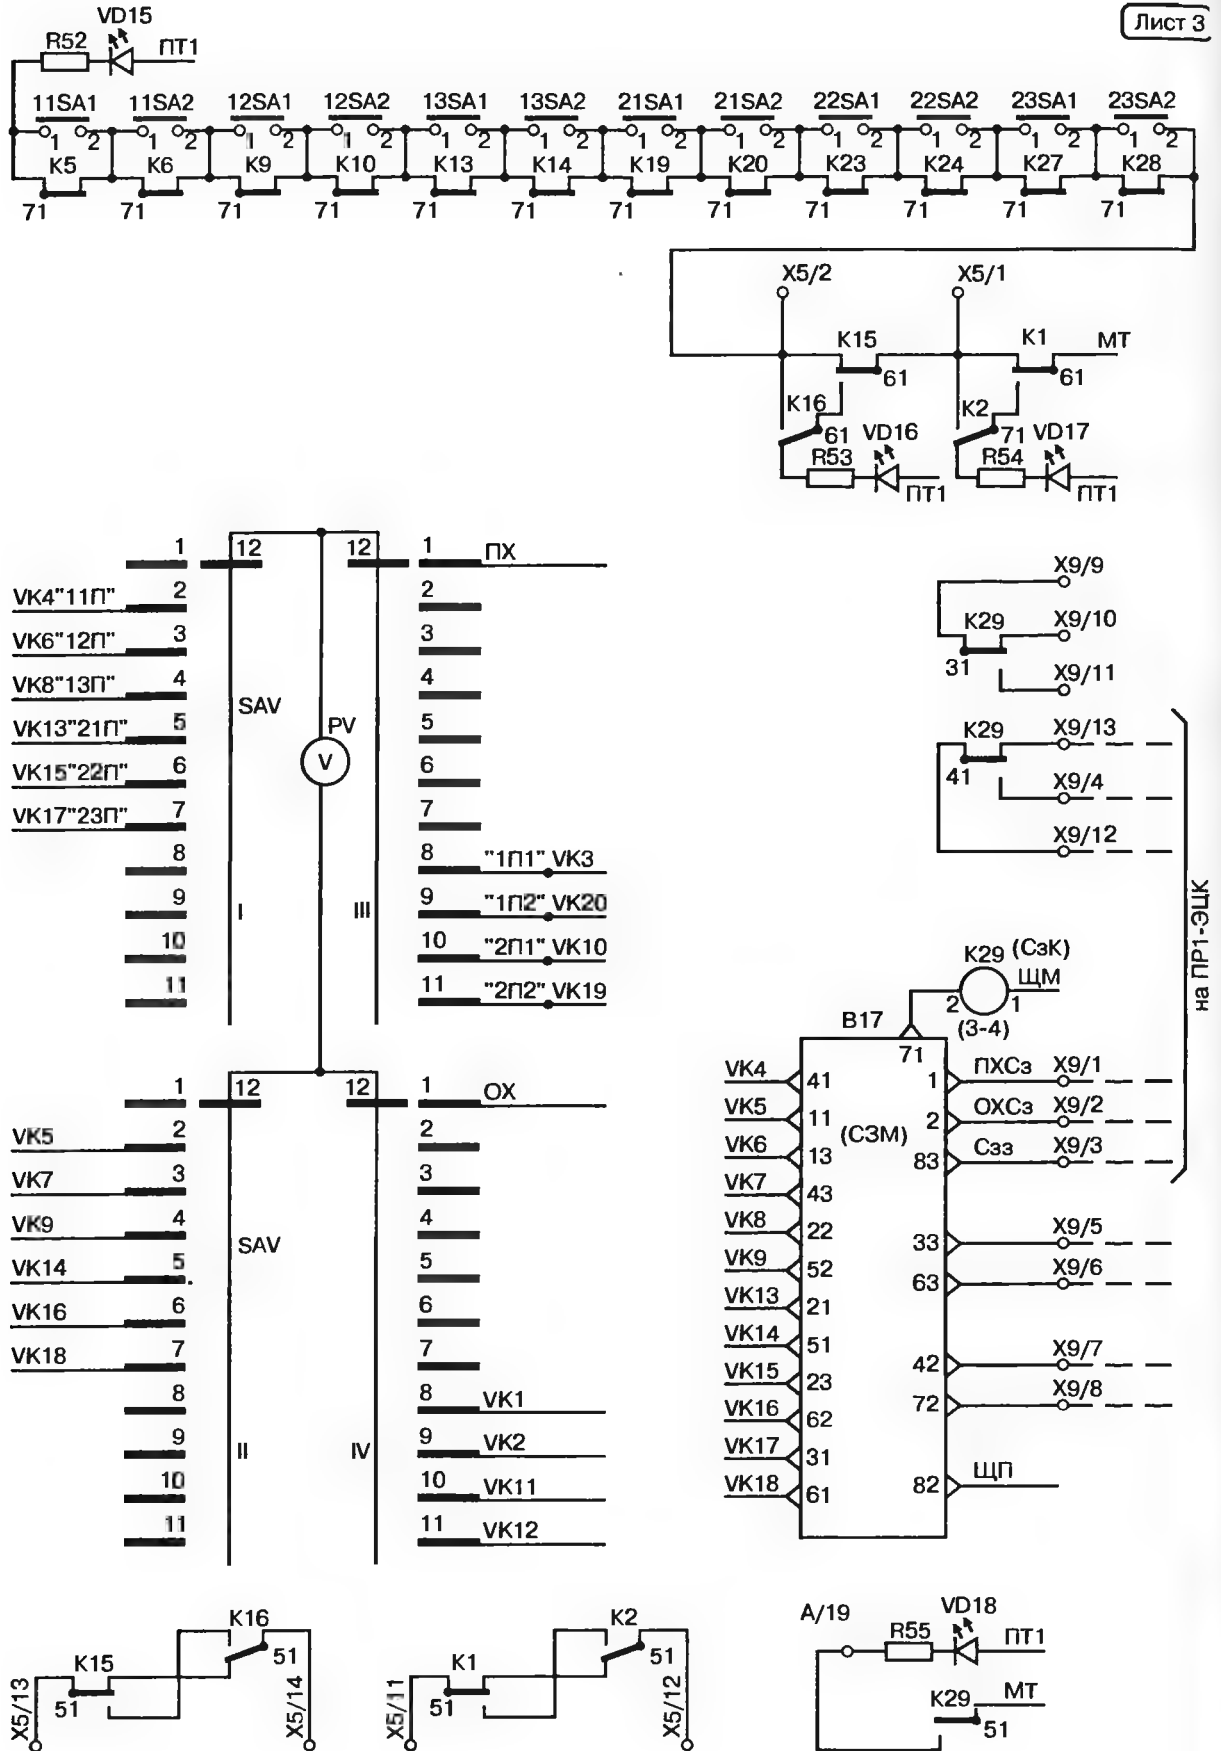 Лист 3
VD15
R52
ПТ1
11SA1 11SA2 12SA1 12SA2 13SA1 13SA2 21SA1 21SA2 22SA1 22SA2 23SA1 23SA2
1 2 1 2 1 2 1 2 1 2 1 2 1 2 1 2 1 2 1 2 1 2 1 2
K5 K6 K9 K10 K13 K14 K19 K20 K23 K24 K27 K28
71 71 71 71 71 71 71 71 71 71 71 71
X5/2 X5/1
K15 K1 МТ
61 61
K16 K2
61 VD16 71 VD17
R53 R54
ПТ1 ПТ1
1 12 12 1 ПХ
VK4"11П" 2 2
VK6"12П" 3 3
VK8"13П" 4 4
SAV
VK13"21П" 5 5
PV
V
VK15"22П" 6 6
VK17"23П" 7 7
8 8 "1П1" VK3
9 9 "1П2" VK20
I III
10 10 "2П1" VK10
11 11 "2П2" VK19
1 12 12 1 ОХ
VK5 2 2
VK7 3 3
VK9 4 4
SAV
VK14 5 5
VK16 6 6
VK18 7 7
8 8 VK1
9 9 VK2
II IV
10 10 VK11
11 11 VK12
X9/9
K29 X9/10
31
X9/11
K29 X9/13
41
X9/4
X9/12
на ПР1-ЭЦК
K29 (СзК)
ЩМ
2 1
B17 (3-4)
71
VK4 41 1 ПХСз X9/1
VK5 11 2 ОХСз X9/2
(СЗМ)
VK6 13 83 Сзз X9/3
VK7 43
VK8 22 33 X9/5
VK9 52 63 X9/6
VK13 21
VK14 51 42 X9/7
VK15 23 72 X9/8
VK16 62
VK17 31
VK18 61 82 ЩП
K16
51
K15
51
X5/13
X5/14
K2
51
K1
51
X5/11
X5/12
A/19 R55 VD18 ПТ1
K29 МТ
51